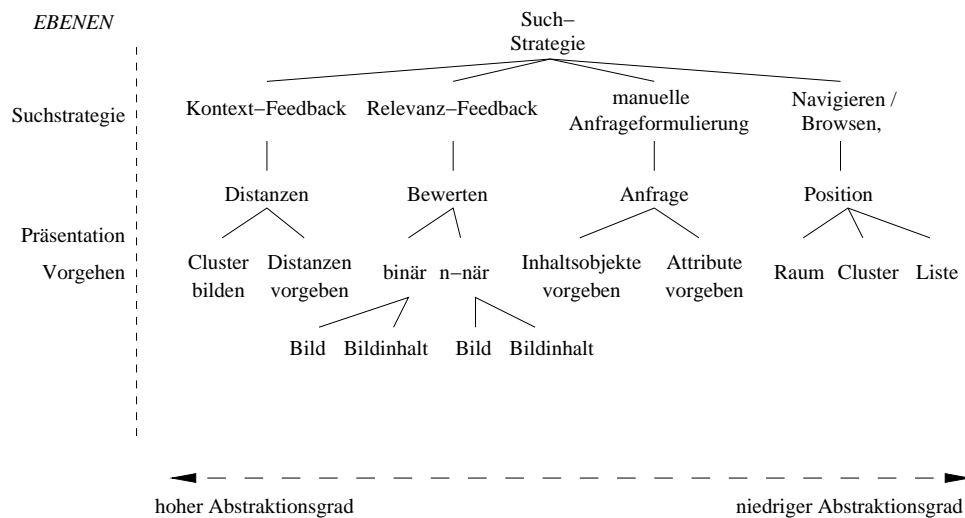 EBENEN
Such–
Strategie
Suchstrategie
Kontext–Feedback
Relevanz–Feedback
manuelle
Anfrageformulierung
Navigieren /
Browsen,
Distanzen
Bewerten
Anfrage
Position
Präsentation
Vorgehen
Cluster
bilden
Distanzen
vorgeben
binär
n–när
Inhaltsobjekte
vorgeben
Attribute
vorgeben
Raum
Cluster
Liste
Bild
Bildinhalt
Bild
Bildinhalt
hoher Abstraktionsgrad
niedriger Abstraktionsgrad